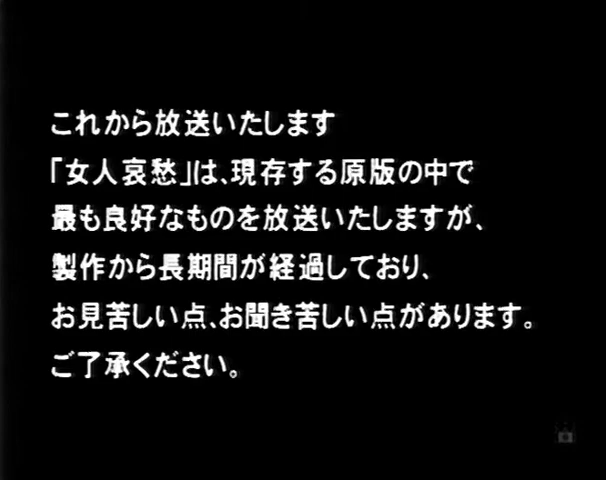 これから放送いたします
「女人哀愁」は、現存する原版の中で
最も良好なものを放送いたしますが、
製作から長期間が経過しており、
お見苦しい点、お聞き苦しい点があります。
ご了承ください。